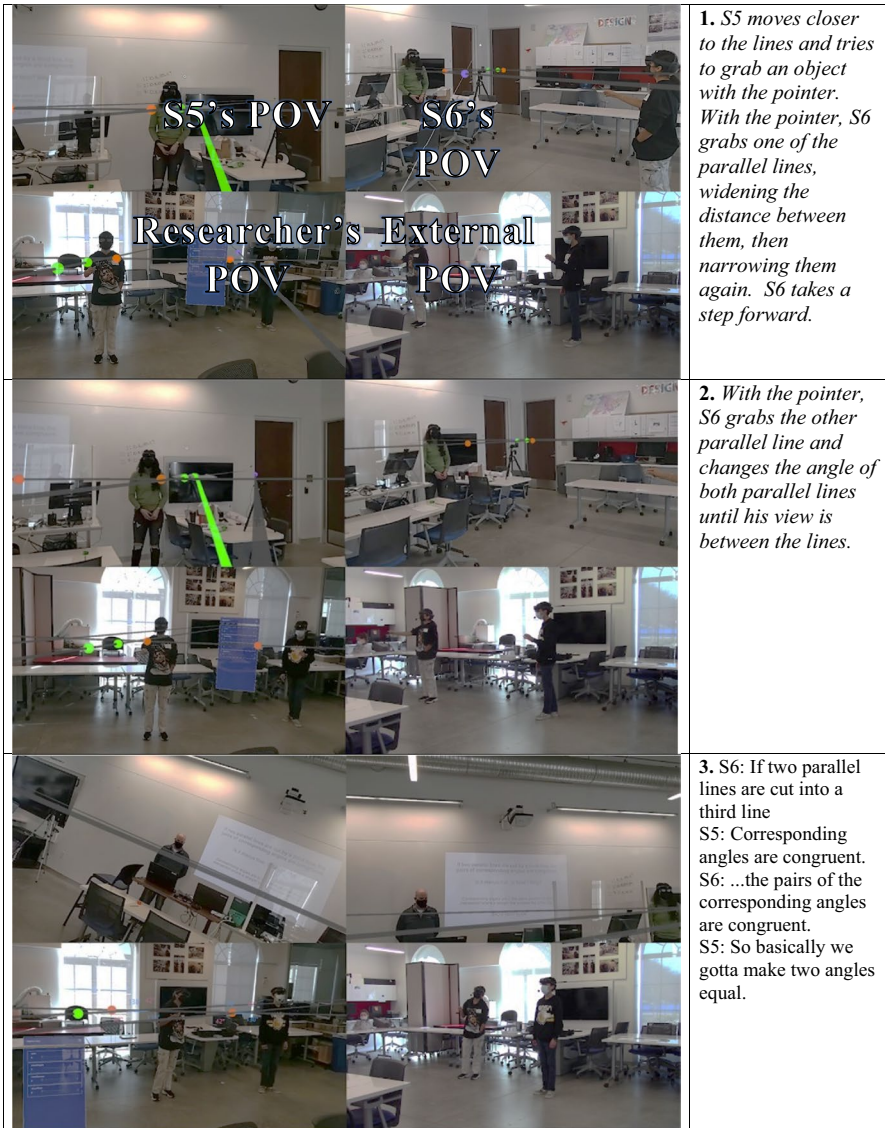 DESIGN
S5's POV
S6's
POV
Researcher's
POV
External
POV
1. S5 moves closer
to the lines and tries
to grab an object
with the pointer.
With the pointer, S6
grabs one of the
parallel lines,
widening the
distance between
them, then
narrowing them
again. S6 takes a
step forward.
2. With the pointer,
S6 grabs the other
parallel line and
changes the angle of
both parallel lines
until his view is
between the lines.
3. S6: If two parallel
lines are cut into a
third line
S5: Corresponding
angles are congruent.
S6: ...the pairs of the
corresponding angles
are congruent.
S5: So basically we
gotta make two angles
equal.